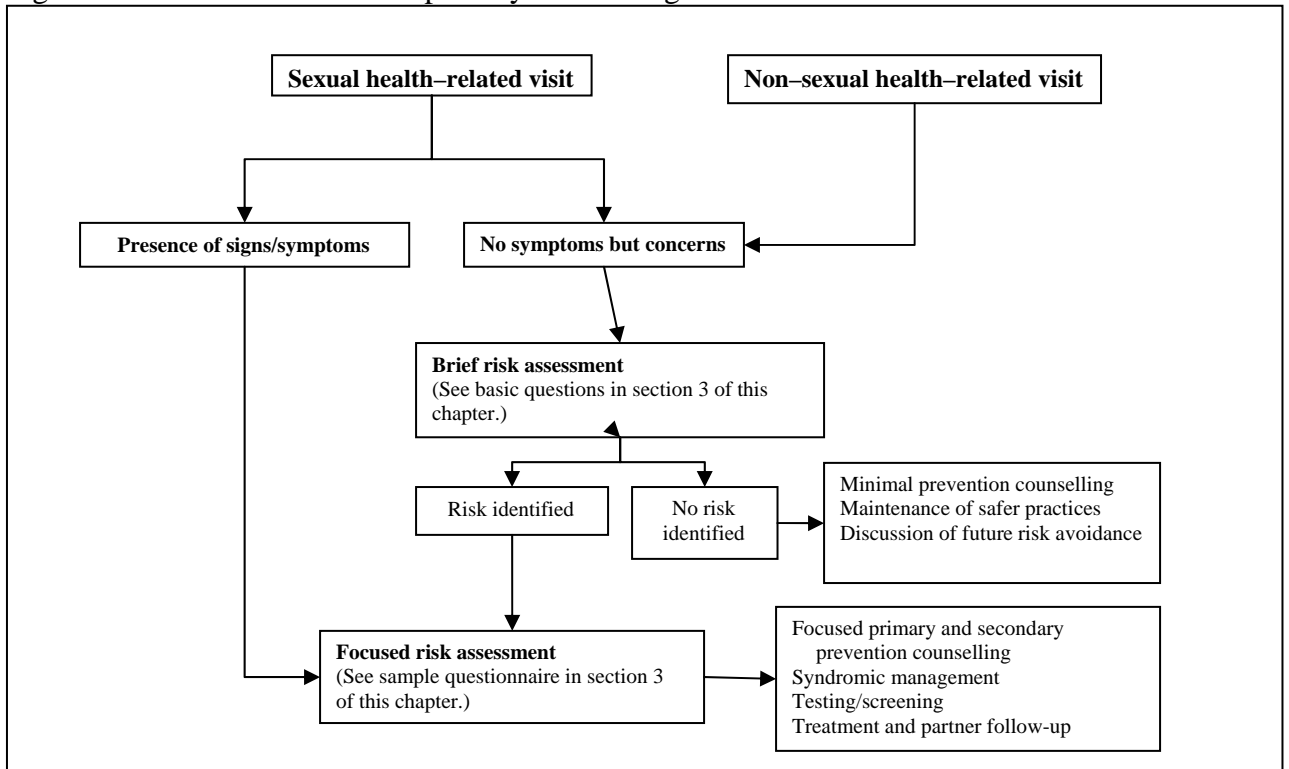 Sexual health–related visit
Non–sexual health–related visit
Presence of signs/symptoms
No symptoms but concerns
Brief risk assessment
(See basic questions in section 3 of this
chapter.)
Risk identified
No risk
identified
Minimal prevention counselling
Maintenance of safer practices
Discussion of future risk avoidance
Focused risk assessment
(See sample questionnaire in section 3
of this chapter.)
Focused primary and secondary
prevention counselling
Syndromic management
Testing/screening
Treatment and partner follow-up